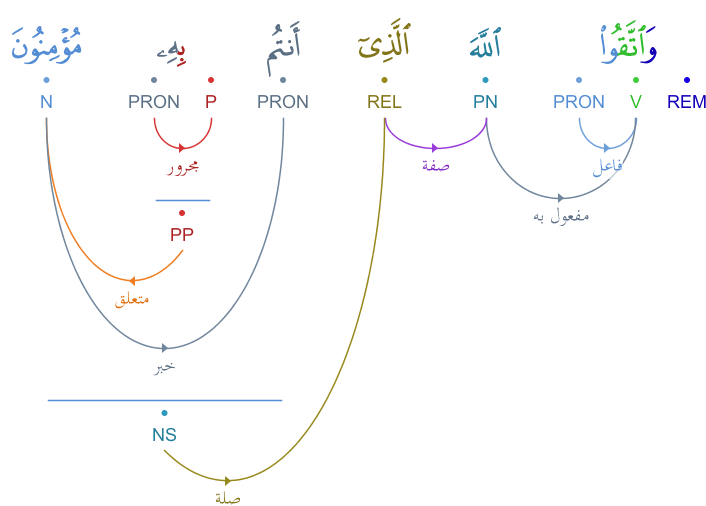 وَٱتَّقُوا۟ ٱللَّهَ ٱلَّذِىٓ أَنتُم بِهِۦ مُؤْمِنُونَ
REM V PRON PN REL PRON P PRON N
فاعل
صفة
مجرور
مفعول به
PP
متعلق
خبر
NS
صلة